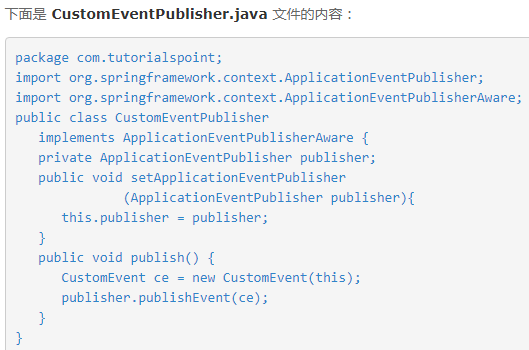 下面是 CustomEventPublisher.java 文件的内容：
package com.tutorialspoint;
import org.springframework.context.ApplicationEventPublisher;
import org.springframework.context.ApplicationEventPublisherAware;
public class CustomEventPublisher
   implements ApplicationEventPublisherAware {
   private ApplicationEventPublisher publisher;
   public void setApplicationEventPublisher
              (ApplicationEventPublisher publisher){
      this.publisher = publisher;
   }
   public void publish() {
      CustomEvent ce = new CustomEvent(this);
      publisher.publishEvent(ce);
   }
}